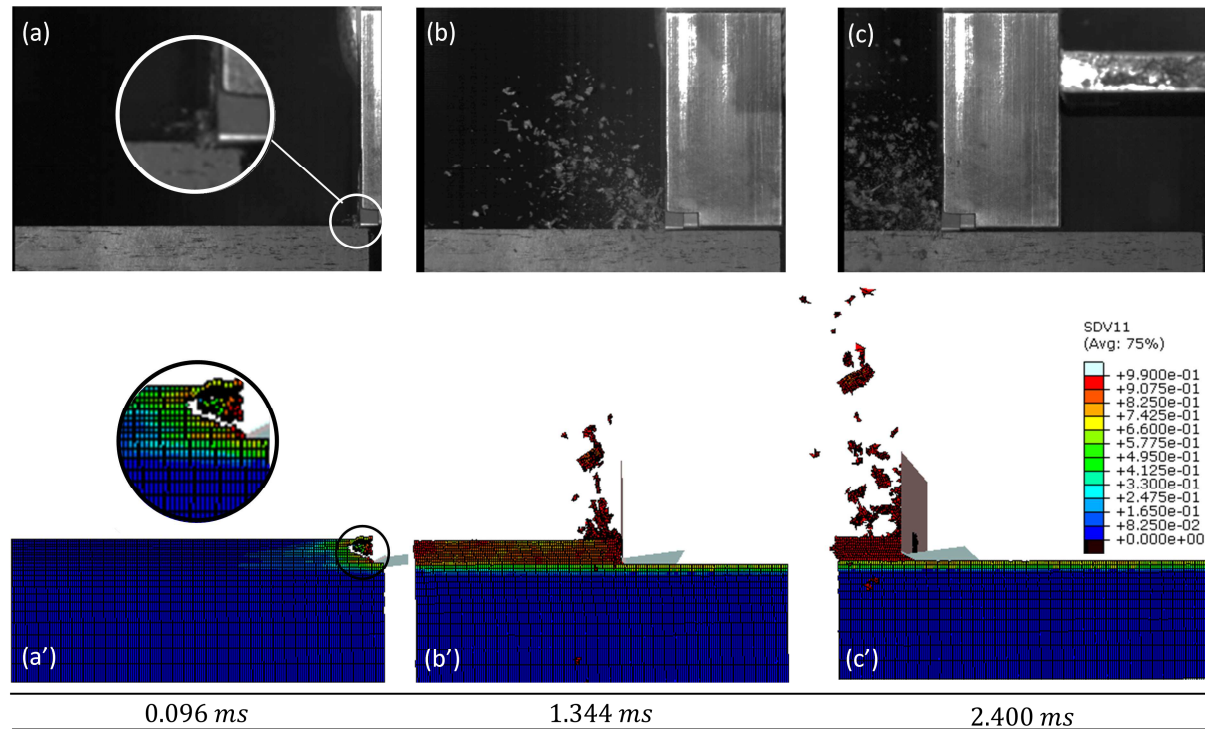 (a)
(b)
(c)
SDV11
(Avg: 75%)
+9.900e-01
+9.075e-01
+8.250e-01
+7.425e-01
+6.600e-01
+5.775e-01
+4.950e-01
+4.125e-01
+3.300e-01
+2.475e-01
+1.650e-01
+8.250e-02
+0.000e+00
(a’)
(b’)
(c’)
0.096 ms
1.344 ms
2.400 ms